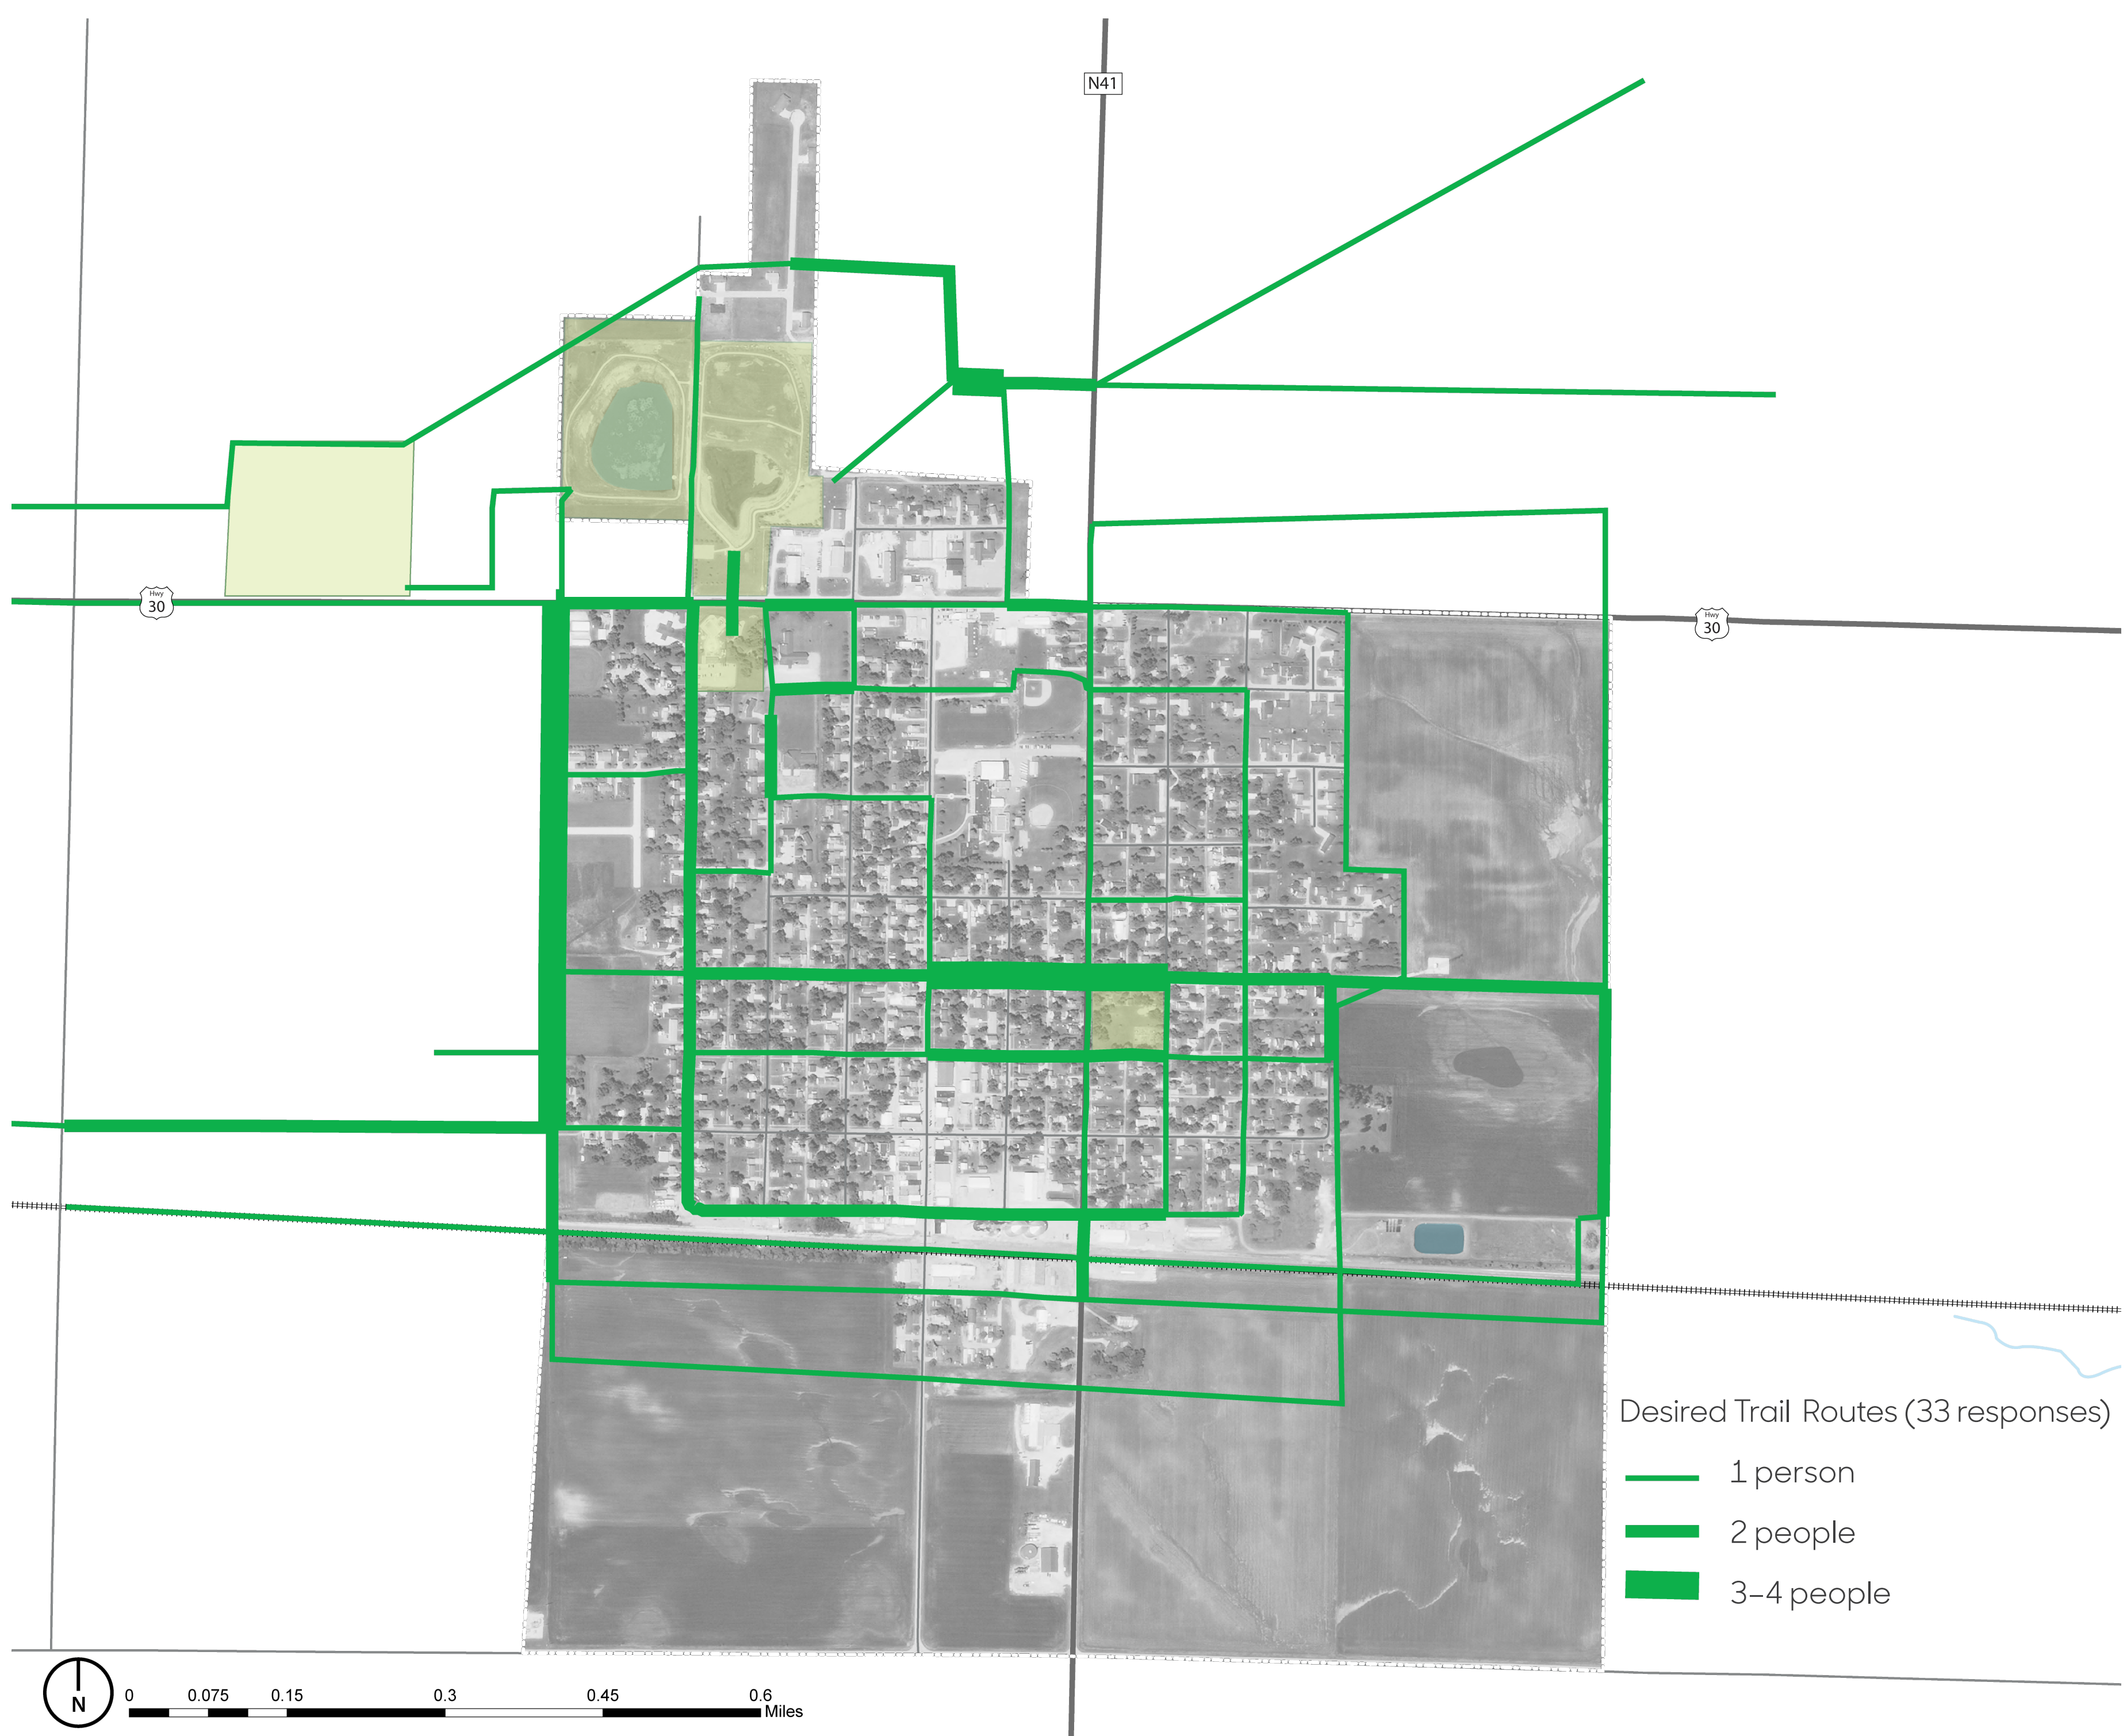 N41
Hwy
30
Hwy
30
Desired Trail Routes (33 responses)
1 person
2 people
3–4 people
N
0 0.075 0.15 0.3 0.45 0.6
Miles